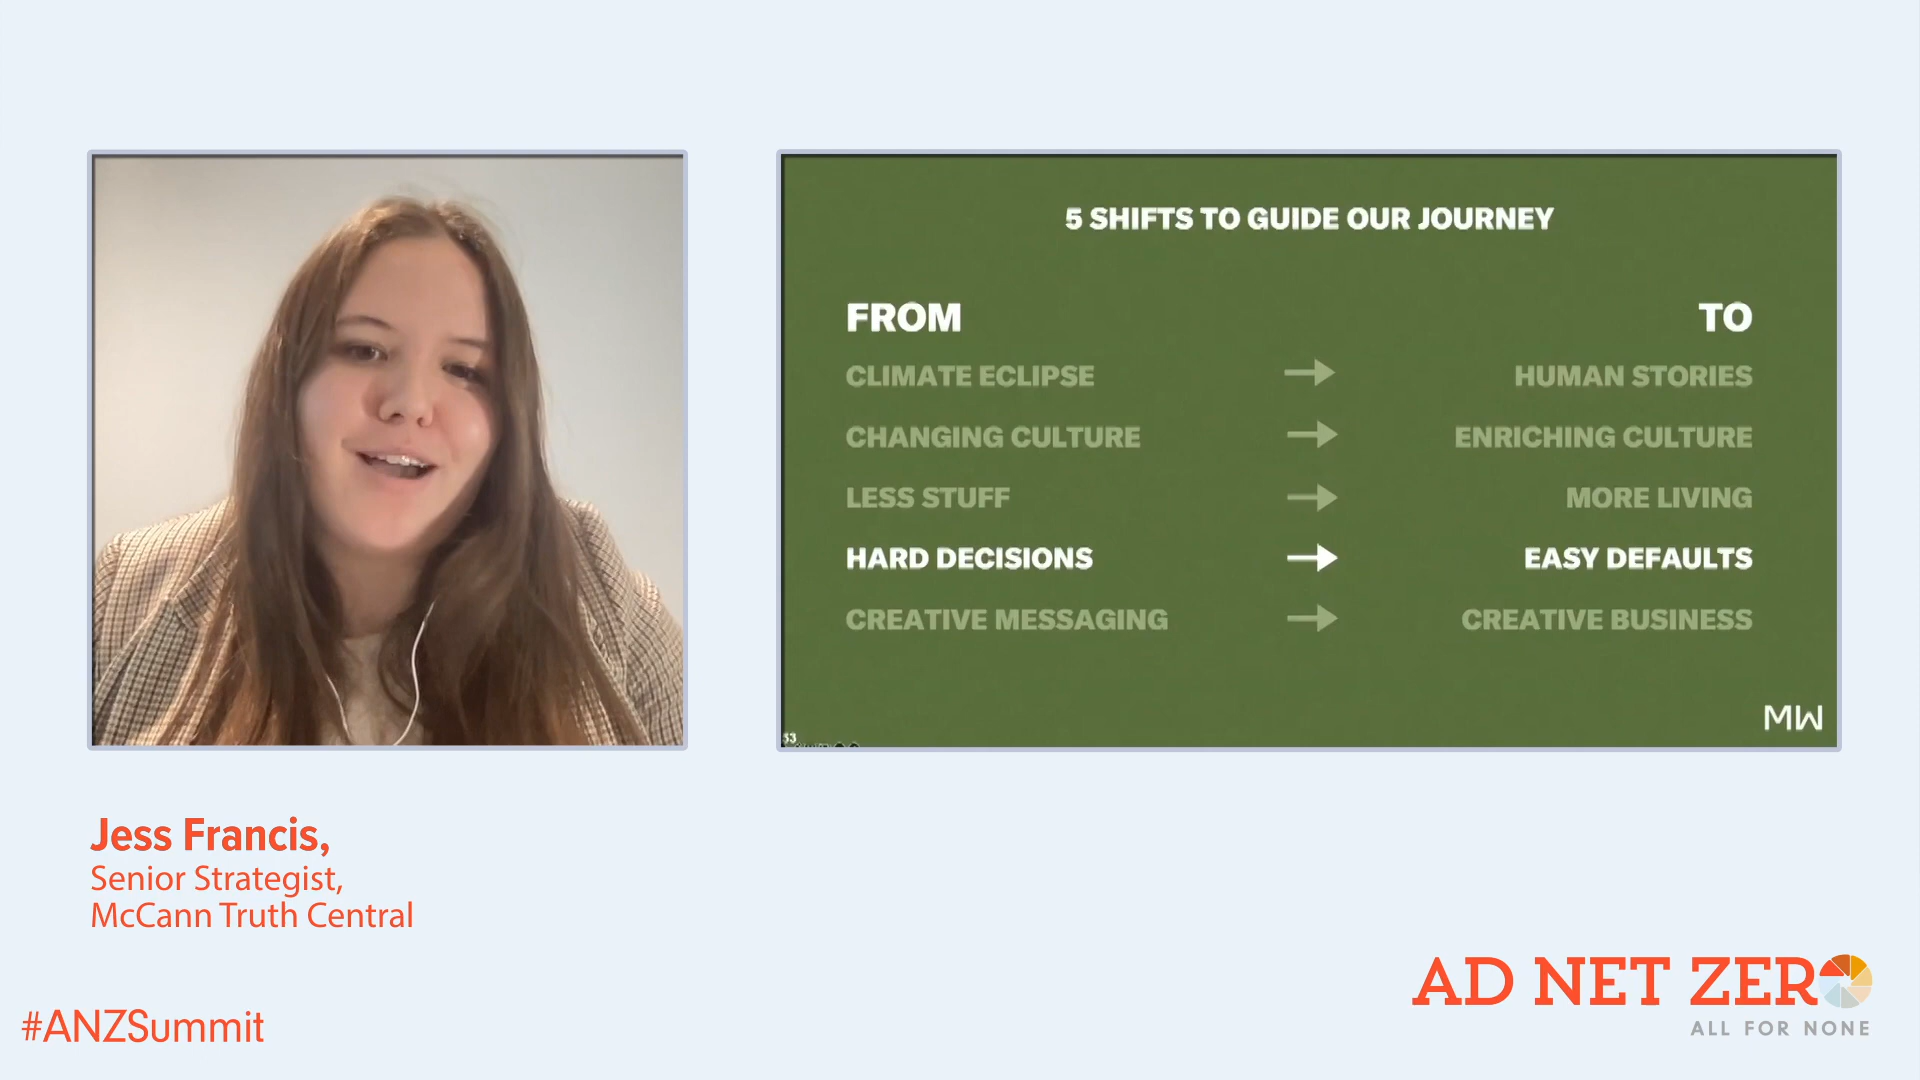 5 SHIFTS TO GUIDE OUR JOURNEY
FROM TO
CLIMATE ECLIPSE → HUMAN STORIES
CHANGING CULTURE → ENRICHING CULTURE
LESS STUFF → MORE LIVING
HARD DECISIONS → EASY DEFAULTS
CREATIVE MESSAGING → CREATIVE BUSINESS
MW
53
Jess Francis,
Senior Strategist,
McCann Truth Central
AD NET ZERO
ALL FOR NONE
#ANZSummit